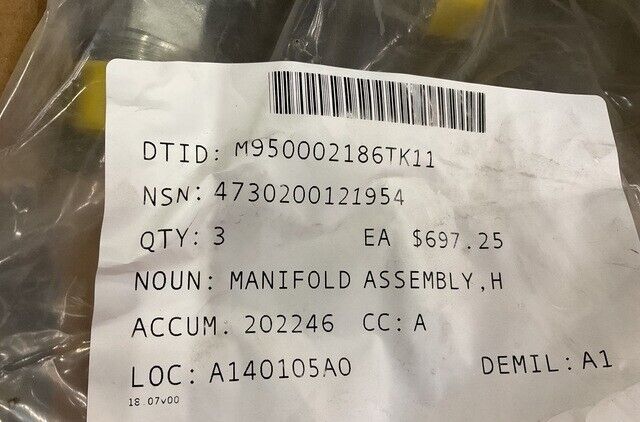 DTID: M950002186TK11
NSN: 4730200121954
QTY: 3 EA $697.25
NOUN: MANIFOLD ASSEMBLY,H
ACCUM. 202246 CC: A
LOC: A140105A0 DEMIL: A1
18 07v00